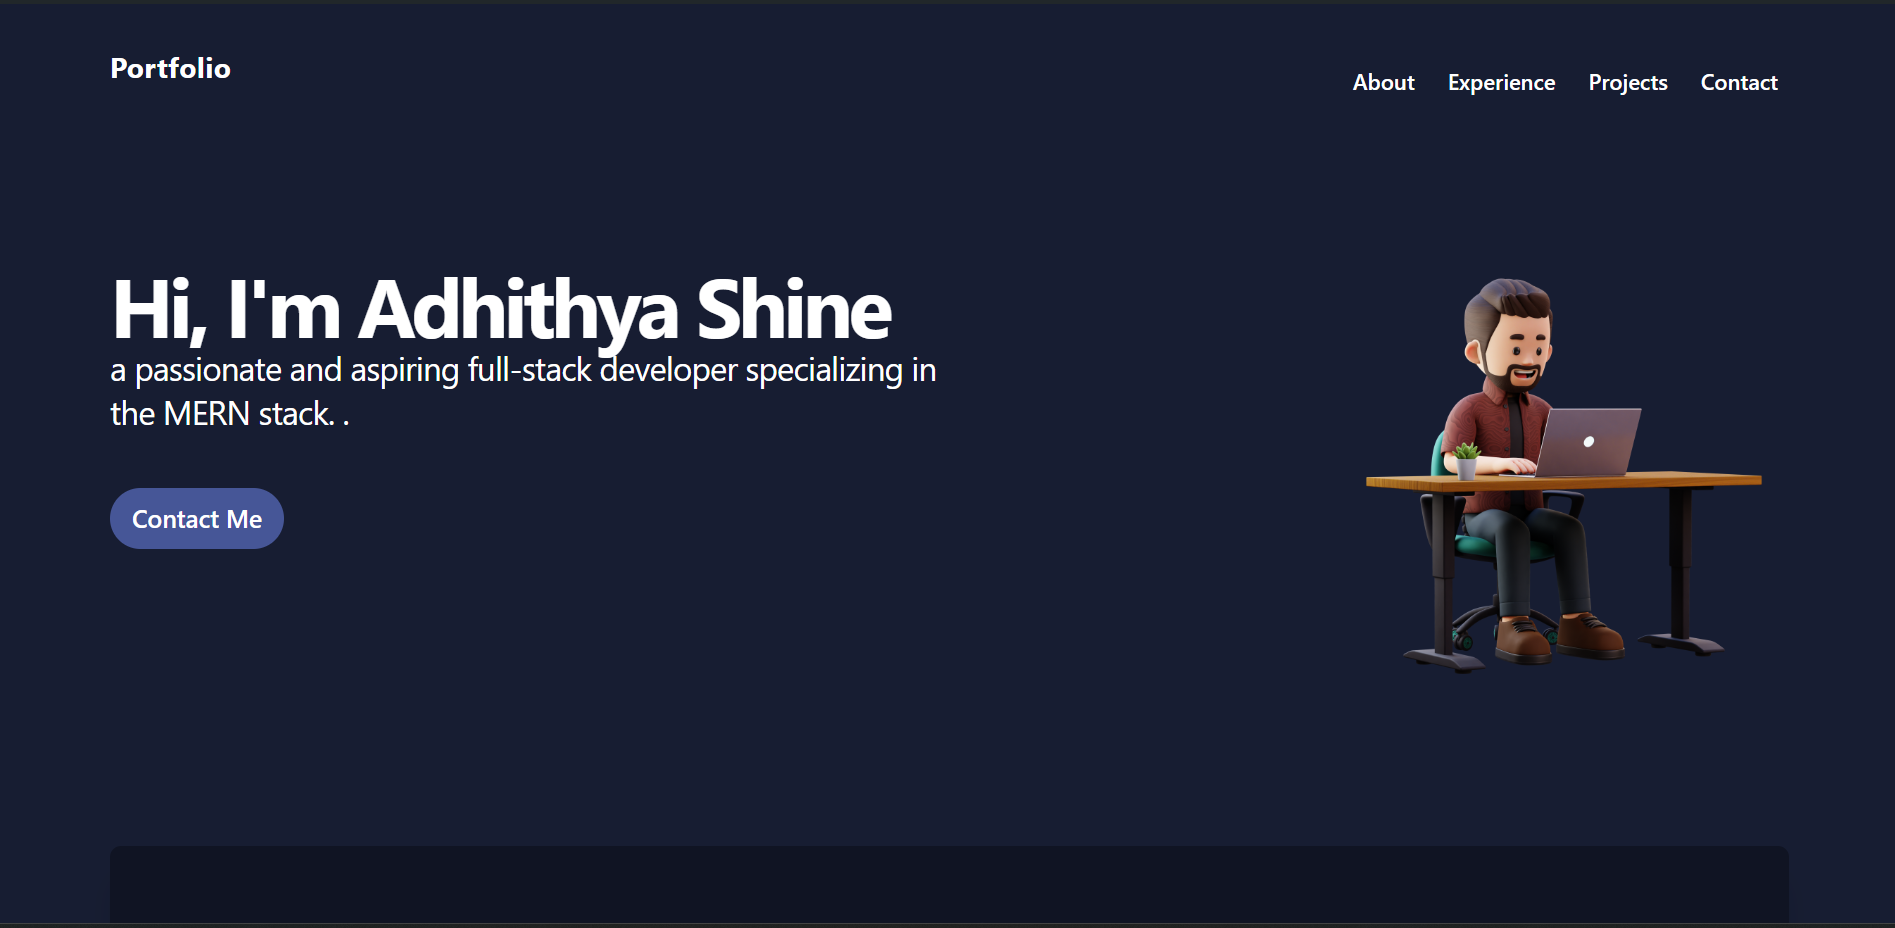 Portfolio
About Experience Projects Contact
Hi, I'm Adhithya Shine
a passionate and aspiring full-stack developer specializing in
the MERN stack. .
Contact Me